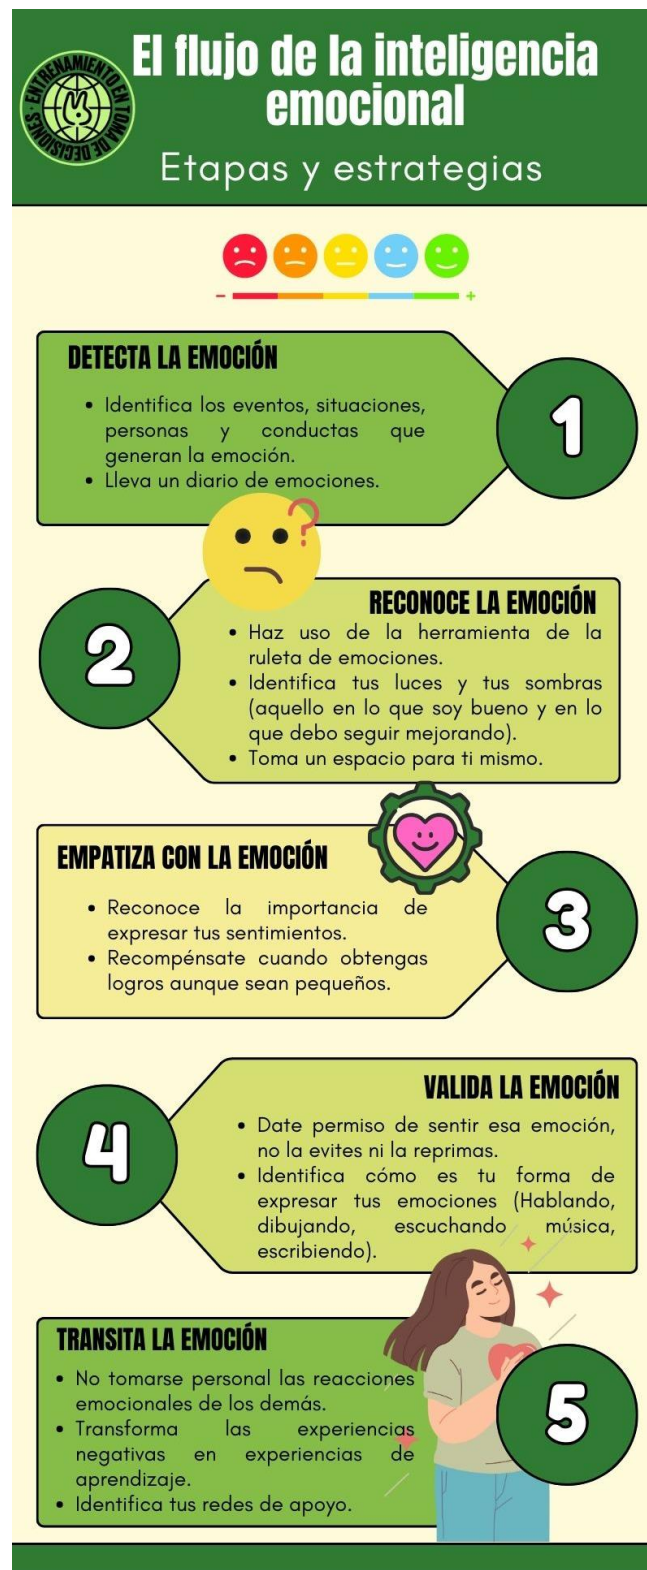 El flujo de la inteligencia
emocional
ENTRENAMIENTO EN TOMA DE DECISIONES
Etapas y estrategias
- +
DETECTA LA EMOCIÓN
• Identifica los eventos, situaciones,
personas y conductas que
generan la emoción.
• Lleva un diario de emociones.
1
?
2
RECONOCE LA EMOCIÓN
• Haz uso de la herramienta de la
ruleta de emociones.
• Identifica tus luces y tus sombras
(aquello en lo que soy bueno y en lo
que debo seguir mejorando).
• Toma un espacio para ti mismo.
EMPATIZA CON LA EMOCIÓN
• Reconoce la importancia de
expresar tus sentimientos.
• Recompénsate cuando obtengas
logros aunque sean pequeños.
3
4
VALIDA LA EMOCIÓN
• Date permiso de sentir esa emoción,
no la evites ni la reprimas.
• Identifica cómo es tu forma de
expresar tus emociones (Hablando,
dibujando, escuchando música,
escribiendo).
TRANSITA LA EMOCIÓN
• No tomarse personal las reacciones
emocionales de los demás.
• Transforma las experiencias
negativas en experiencias de
aprendizaje.
• Identifica tus redes de apoyo.
5